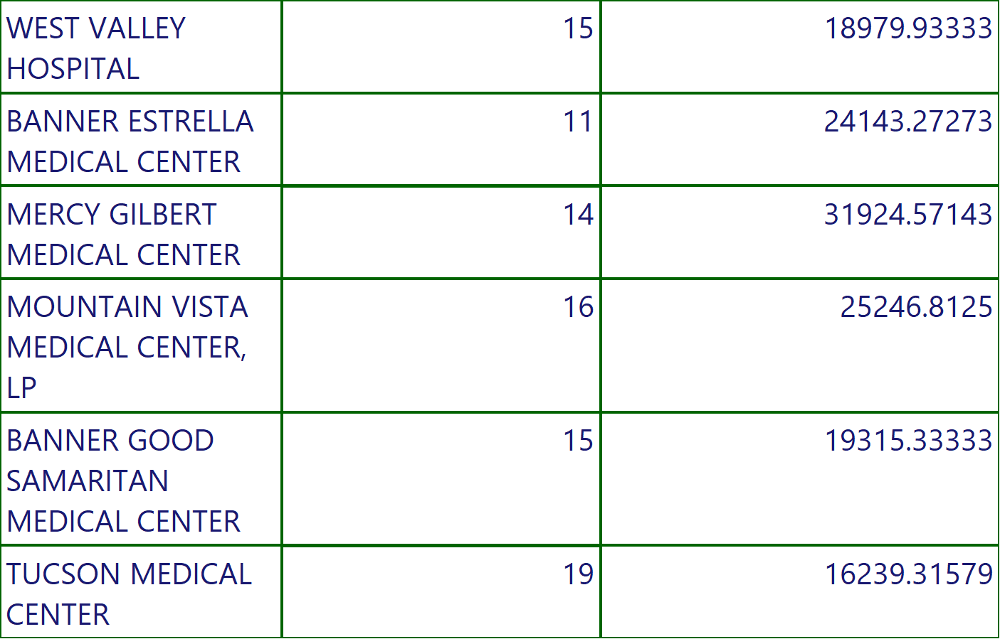 WEST VALLEY 15 18979.93333
HOSPITAL
BANNER ESTRELLA 11 24143.27273
MEDICAL CENTER
MERCY GILBERT 14 31924.57143
MEDICAL CENTER
MOUNTAIN VISTA 16 25246.8125
MEDICAL CENTER,
LP
BANNER GOOD 15 19315.33333
SAMARITAN
MEDICAL CENTER
TUCSON MEDICAL 19 16239.31579
CENTER